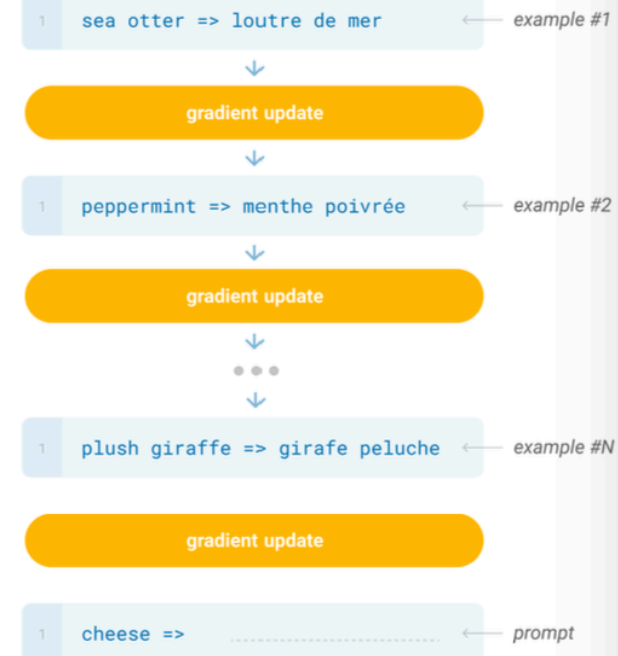 1 sea otter => loutre de mer example #1
gradient update
1 peppermint => menthe poivrée example #2
gradient update
1 plush giraffe => girafe peluche example #N
gradient update
1 cheese => prompt